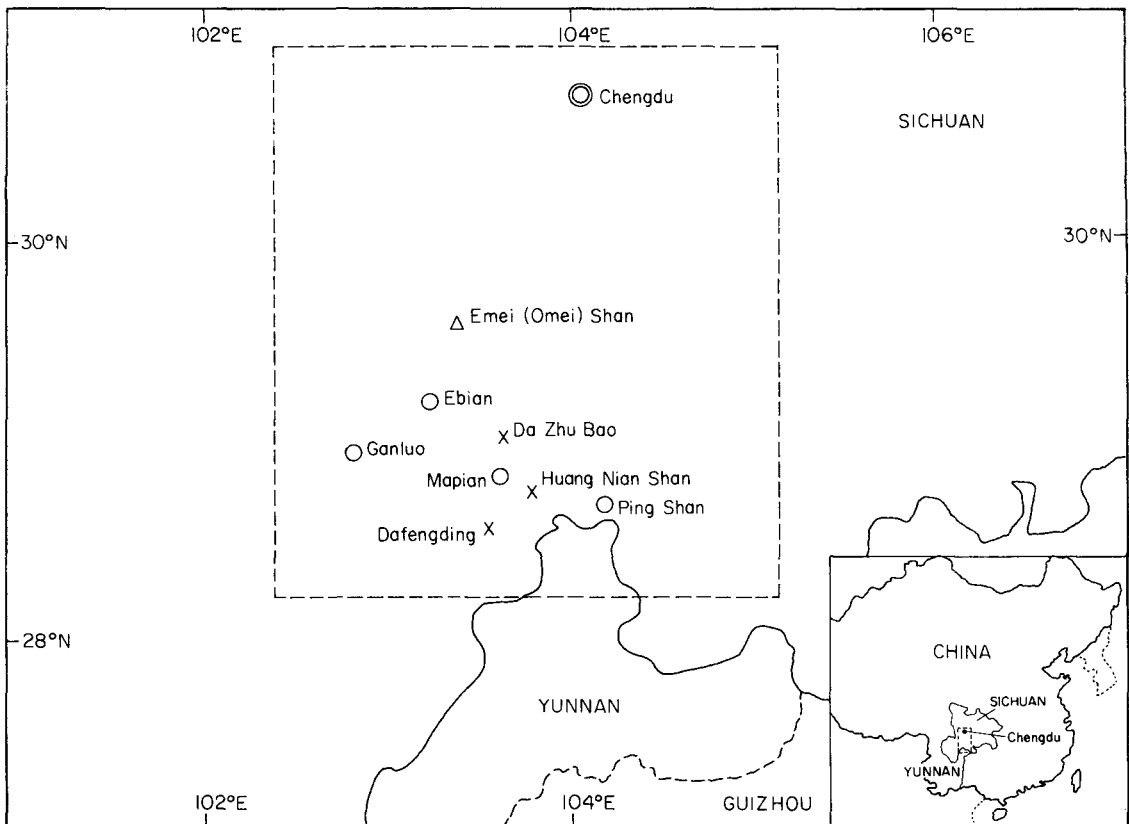 102°E
104°E
106°E
Chengdu
SICHUAN
30°N
30°N
Emei (Omei) Shan
Ebian
Da Zhu Bao
Ganluo
Mapian
Huang Nian Shan
Ping Shan
Dafengding
28°N
CHINA
SICHUAN
Chengdu
YUNNAN
YUNNAN
102°E
104°E
GUIZHOU